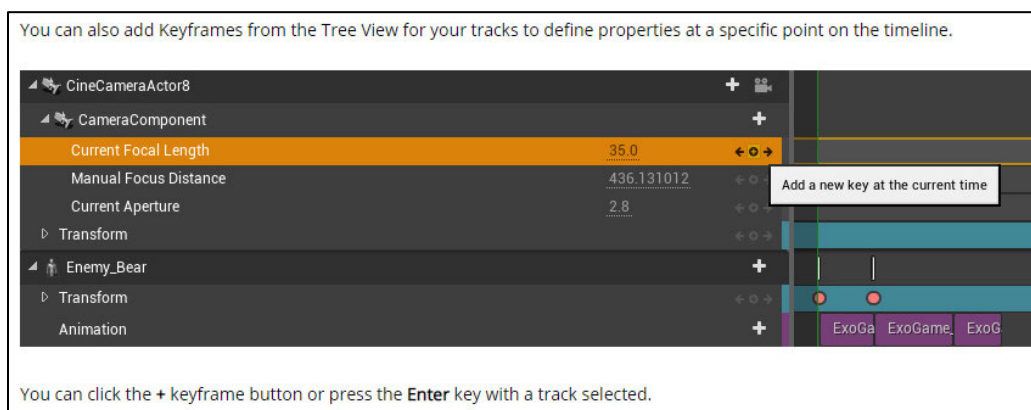 You can also add Keyframes from the Tree View for your tracks to define properties at a specific point on the timeline.
CineCameraActor8
CameraComponent
Current Focal Length 35.0
Manual Focus Distance 436.131012
Add a new key at the current time
Current Aperture 2.8
Transform
Enemy_Bear
Transform
Animation ExoGa ExoGame_ ExoG
You can click the + keyframe button or press the Enter key with a track selected.